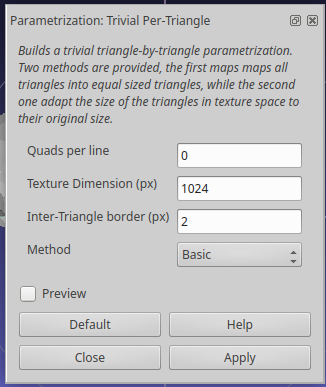 Parametrization: Trivial Per-Triangle
Builds a trivial triangle-by-triangle parametrization.
Two methods are provided, the first maps maps all
triangles into equal sized triangles, while the second
one adapt the size of the triangles in texture space to
their original size.
Quads per line 0
Texture Dimension (px) 1024
Inter-Triangle border (px) 2
Method Basic
Preview
Default Help
Close Apply